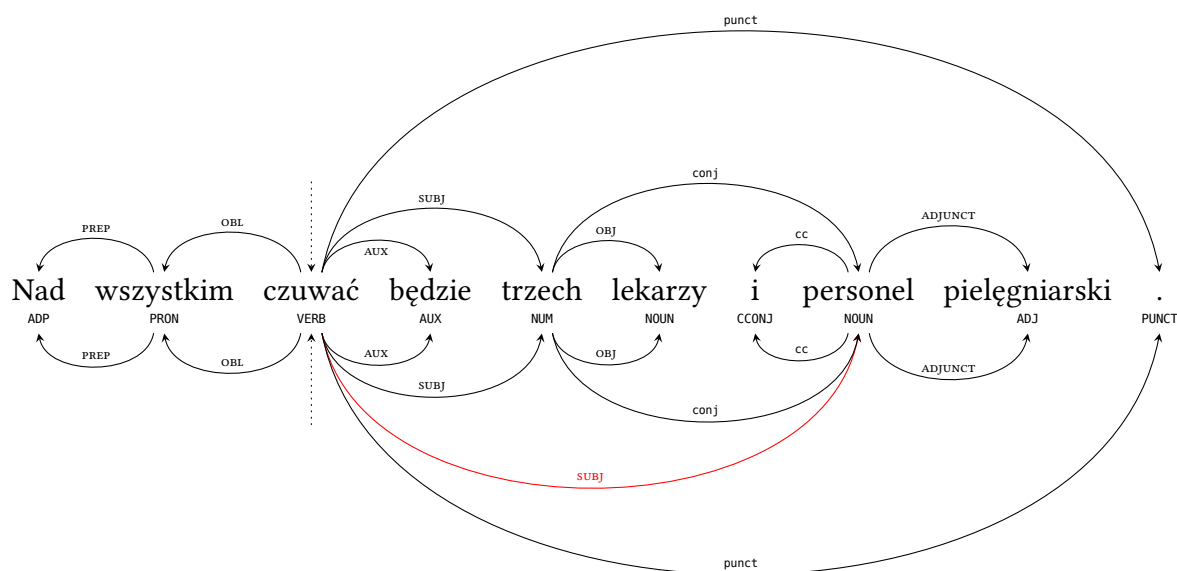 punct
conj
SUBJ
OBL ADJUNCT
PREP
OBJ cc
AUX
Nad wszystkim czuwać będzie trzech lekarzy i personel pielęgniarski .
ADP PRON VERB AUX NUM NOUN CCONJ NOUN ADJ PUNCT
PREP OBL AUX OBJ cc ADJUNCT
SUBJ
conj
SUBJ
punct